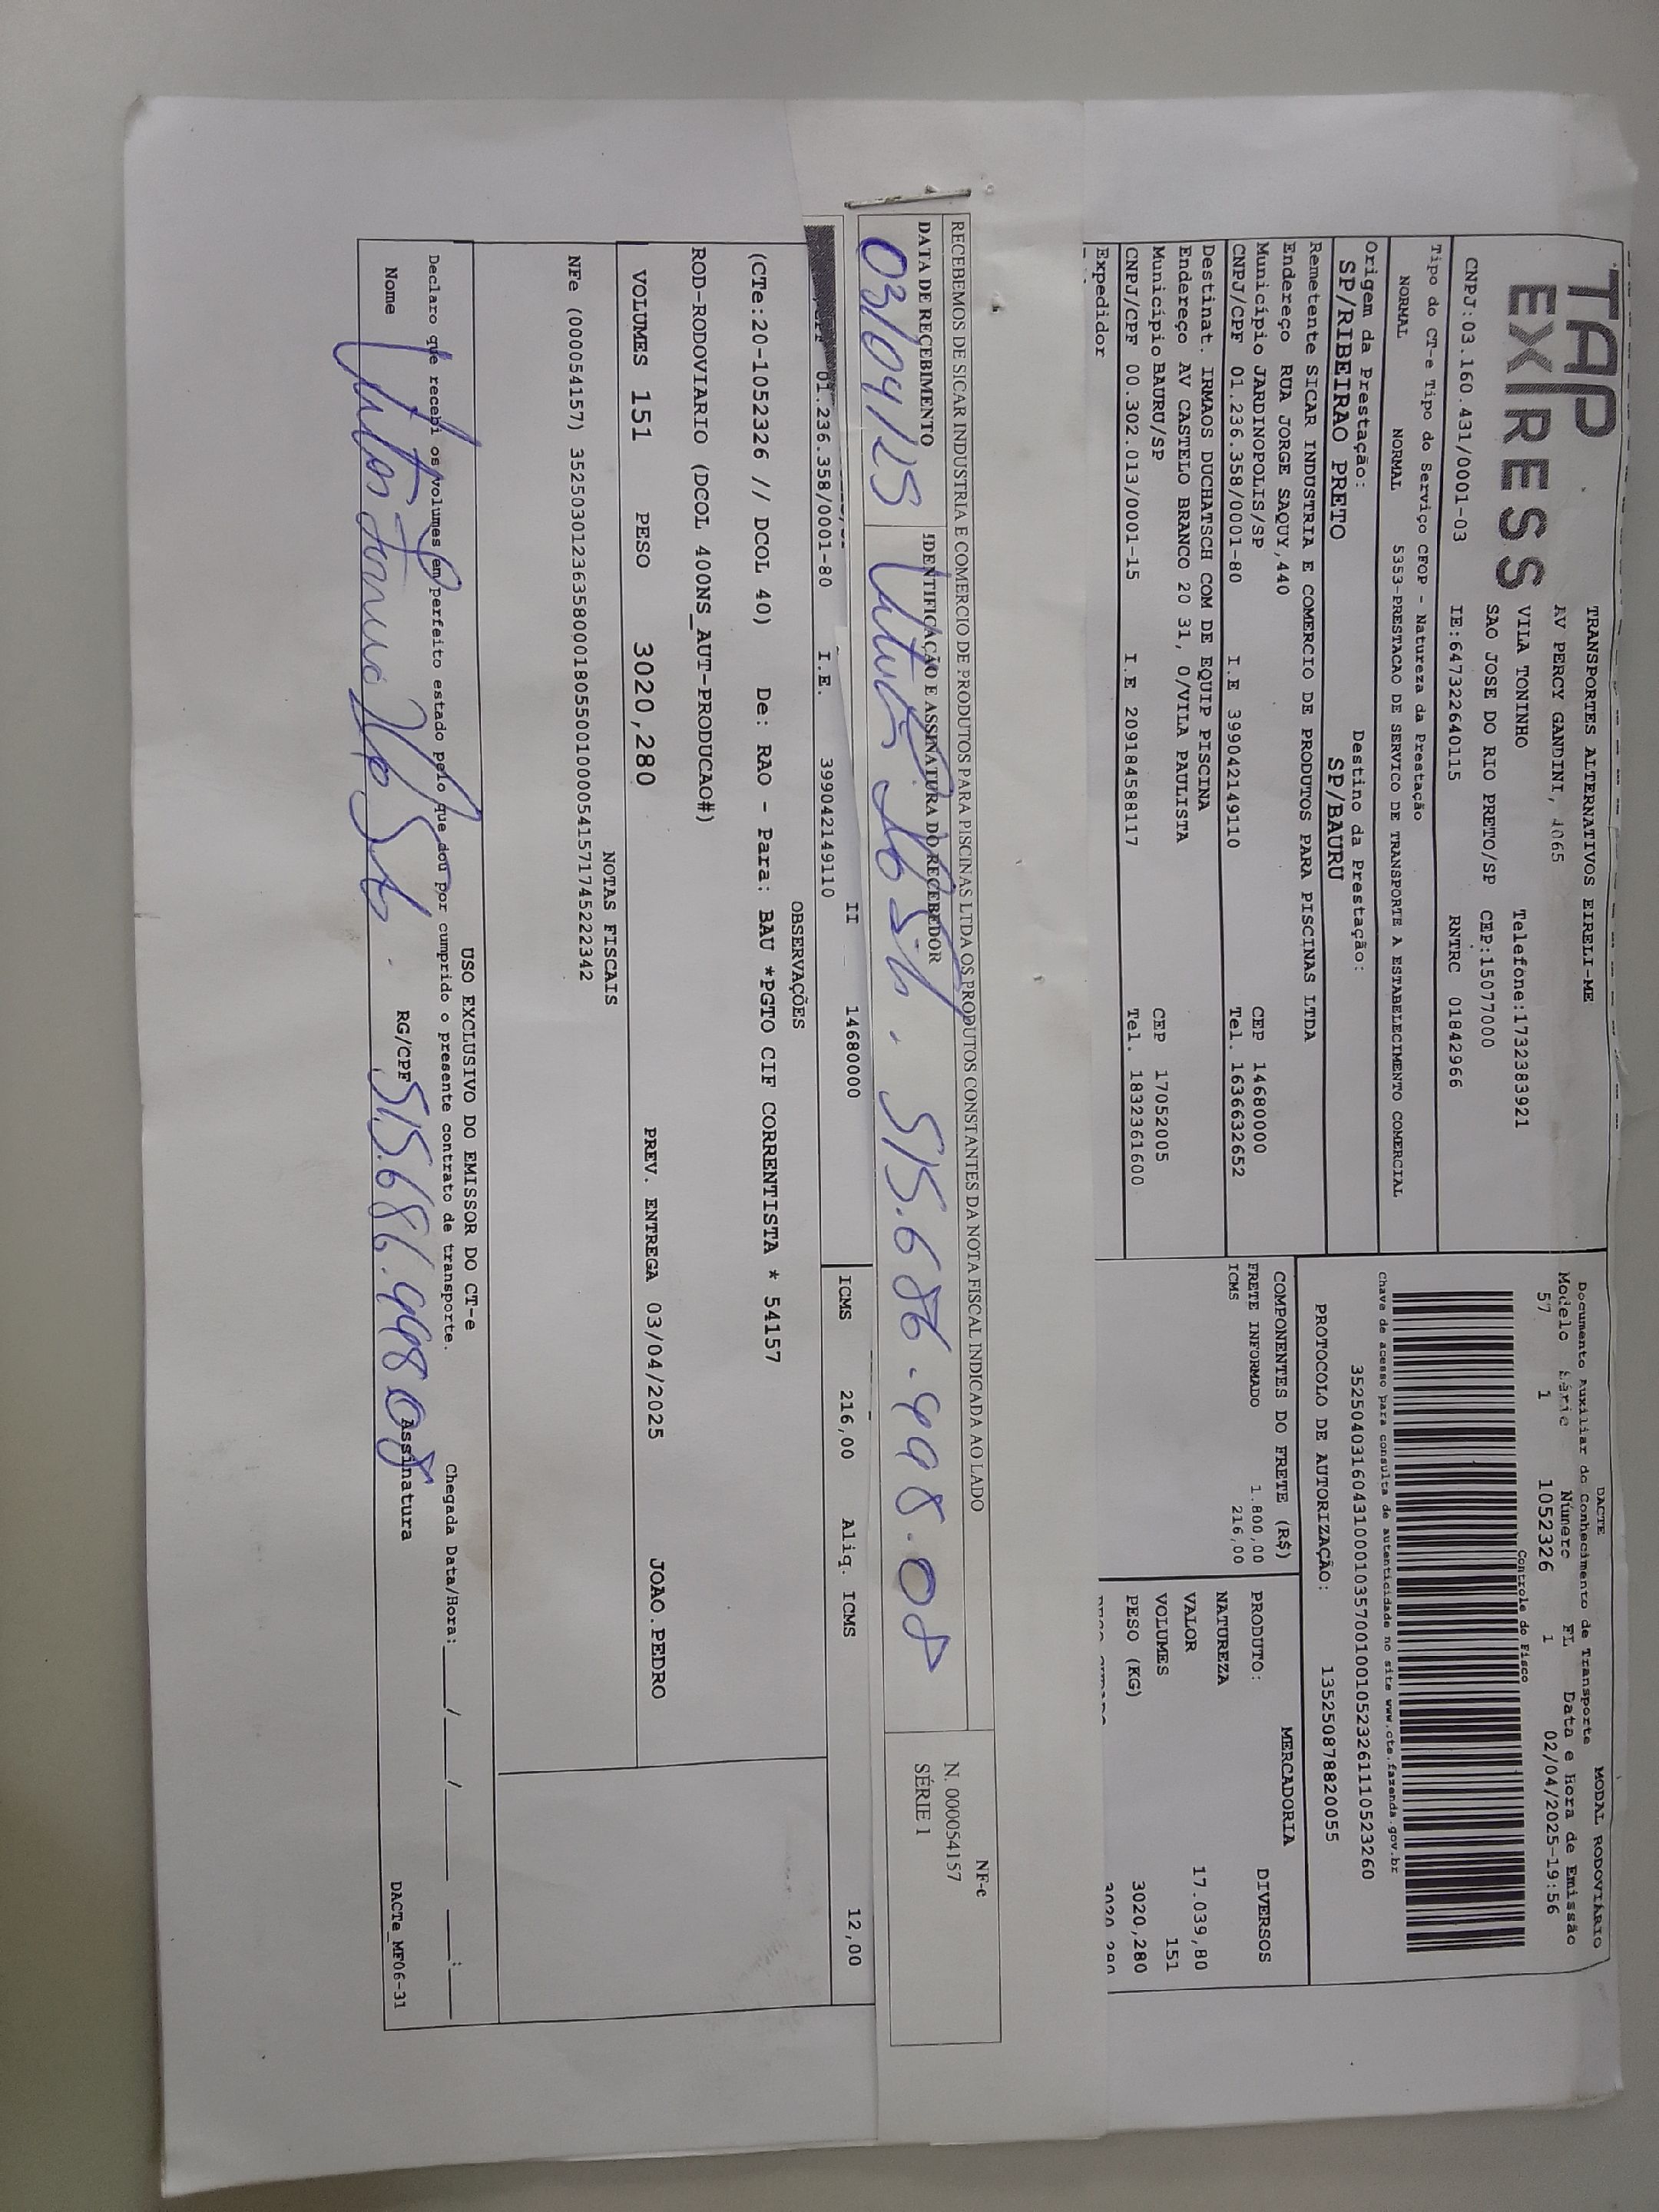 TAP
EXPRESS
TRANSPORTES ALTERNATIVOS EIRELI-ME
AV PERCY GANDINI, 1065
VILA TONINHO Telefone:1732383921
SAO JOSE DO RIO PRETO/SP CEP:15077000
CNPJ:03.160.431/0001-03 IE:647322640115 RNTRC 01842966
Tipo do CT-e Tipo do Serviço CFOP - Natureza da Prestação
NORMAL NORMAL 5353-PRESTACAO DE SERVICO DE TRANSPORTE A ESTABELECIMENTO COMERCIAL
Origem da Prestação: Destino da Prestação:
SP/RIBEIRAO PRETO SP/BAURU
Remetente SICAR INDUSTRIA E COMERCIO DE PRODUTOS PARA PISCINAS LTDA
Endereço RUA JORGE SAQUY,440
Município JARDINOPOLIS/SP CEP 14680000
CNPJ/CPF 01.236.358/0001-80 I.E 399042149110 Tel. 1636632652
Destinat. IRMAOS DUCHATSCH COM DE EQUIP PISCINA
Endereço AV CASTELO BRANCO 20 31, 0/VILA PAULISTA
Município BAURU/SP CEP 17052005
CNPJ/CPF 00.302.013/0001-15 I.E 209184568117 Tel. 1832361600
Expedidor
DACTE MODAL RODOVIÁRIO
Documento Auxiliar do Conhecimento de Transporte
Modelo Série Número FL Data e Hora de Emissão
57 1 1052326 1 02/04/2025-19:56
Controle do Fisco
Chave de acesso para consulta de autenticidade no site www.cte.fazenda.gov.br
35250403160431000103570010010523261110523260
PROTOCOLO DE AUTORIZAÇÃO: 135250878820055
COMPONENTES DO FRETE (R$)
FRETE INFORMADO 1.800,00
ICMS 216,00
MERCADORIA
PRODUTO: DIVERSOS
NATUREZA
VALOR 17.039,80
VOLUMES 151
PESO (KG) 3020,280
RECEBEMOS DE SICAR INDUSTRIA E COMERCIO DE PRODUTOS PARA PISCINAS LTDA OS PRODUTOS CONSTANTES DA NOTA FISCAL INDICADA AO LADO
DATA DE RECEBIMENTO IDENTIFICAÇÃO E ASSINATURA DO RECEBEDOR
03/04/25 515.686.998.08
NF-e
N. 000054157
SÉRIE 1
14680000
01.236.358/0001-80 I.E. 399042149110
ICMS 216,00 Aliq. ICMS 12,00
OBSERVAÇÕES
(CTe:20-1052326 // DCOL 40) De: RAO - Para: BAU *PGTO CIF CORRENTISTA * 54157
ROD-RODOVIARIO (DCOL 400NS_AUT-PRODUCAO#)
VOLUMES 151 PESO 3020,280 PREV. ENTREGA 03/04/2025 JOAO.PEDRO
NOTAS FISCAIS
NFe (000054157) 35250301236358000180550010000541571745222342
USO EXCLUSIVO DO EMISSOR DO CT-e
Declaro que recebi os volumes em perfeito estado pelo que dou por cumprido o presente contrato de transporte. Chegada Data/Hora:___/___/_____ ___:___
Nome RG/CPF 515.686.998 08 Assinatura DACTe_MF06-31